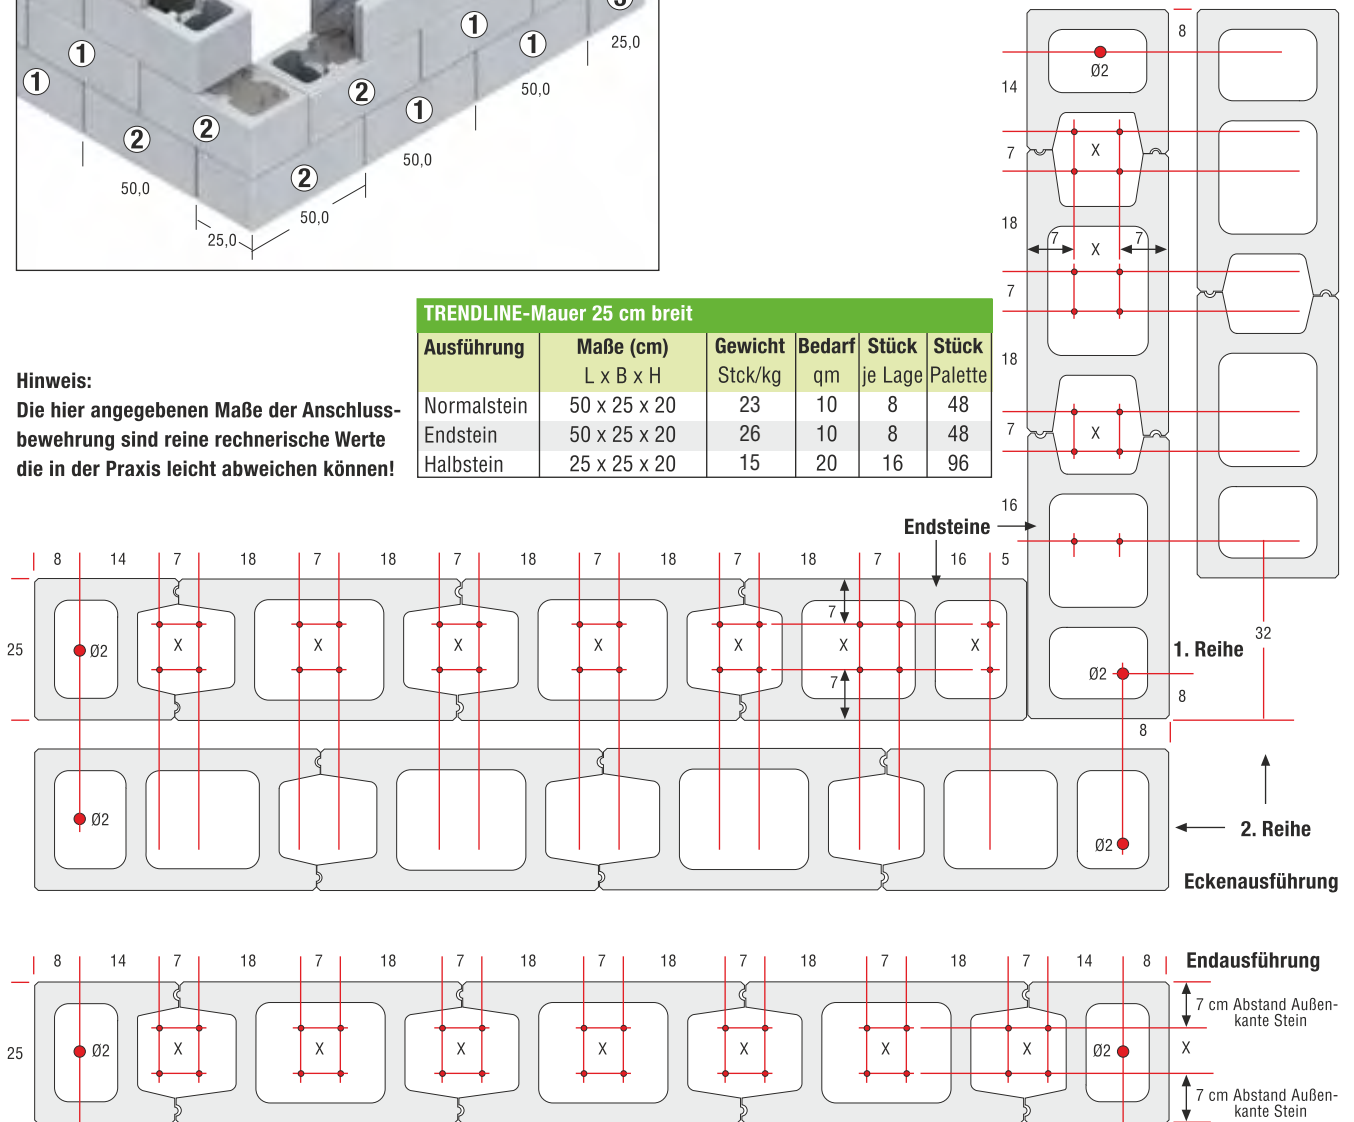 3
1
1
25,0
1
1
2
50,0
1
2
2
50,0
2
50,0
50,0
25,0
TRENDLINE-Mauer 25 cm breit
Ausführung Maße (cm) Gewicht Bedarf Stück Stück
L x B x H Stck/kg qm je Lage Palette
Normalstein 50 x 25 x 20 23 10 8 48
Endstein 50 x 25 x 20 26 10 8 48
Halbstein 25 x 25 x 20 15 20 16 96
Hinweis:
Die hier angegebenen Maße der Anschluss-
bewehrung sind reine rechnerische Werte
die in der Praxis leicht abweichen können!
8
Ø2
14
X
7
18
7 7
X
7
18
7
X
16
Endsteine
8 14 7 18 7 18 7 18 7 18 7 16 5
25
Ø2
X X X X X
7
X X
7
32
1. Reihe
Ø2
8
8
Ø2
Ø2
2. Reihe
Eckenausführung
8 14 7 18 7 18 7 18 7 18 7 18 7 14 8
Endausführung
25
Ø2 X X X X X X X Ø2
7 cm Abstand Außen-
kante Stein
X
7 cm Abstand Außen-
kante Stein